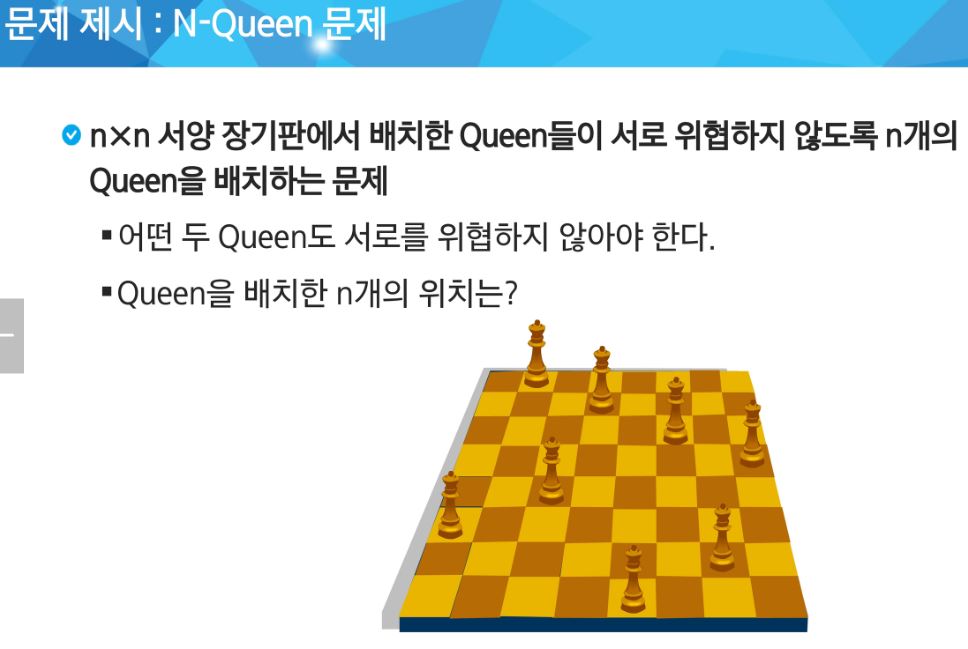 문제 제시 : N-Queen 문제
n×n 서양 장기판에서 배치한 Queen들이 서로 위협하지 않도록 n개의
Queen을 배치하는 문제
어떤 두 Queen도 서로를 위협하지 않아야 한다.
Queen을 배치한 n개의 위치는?